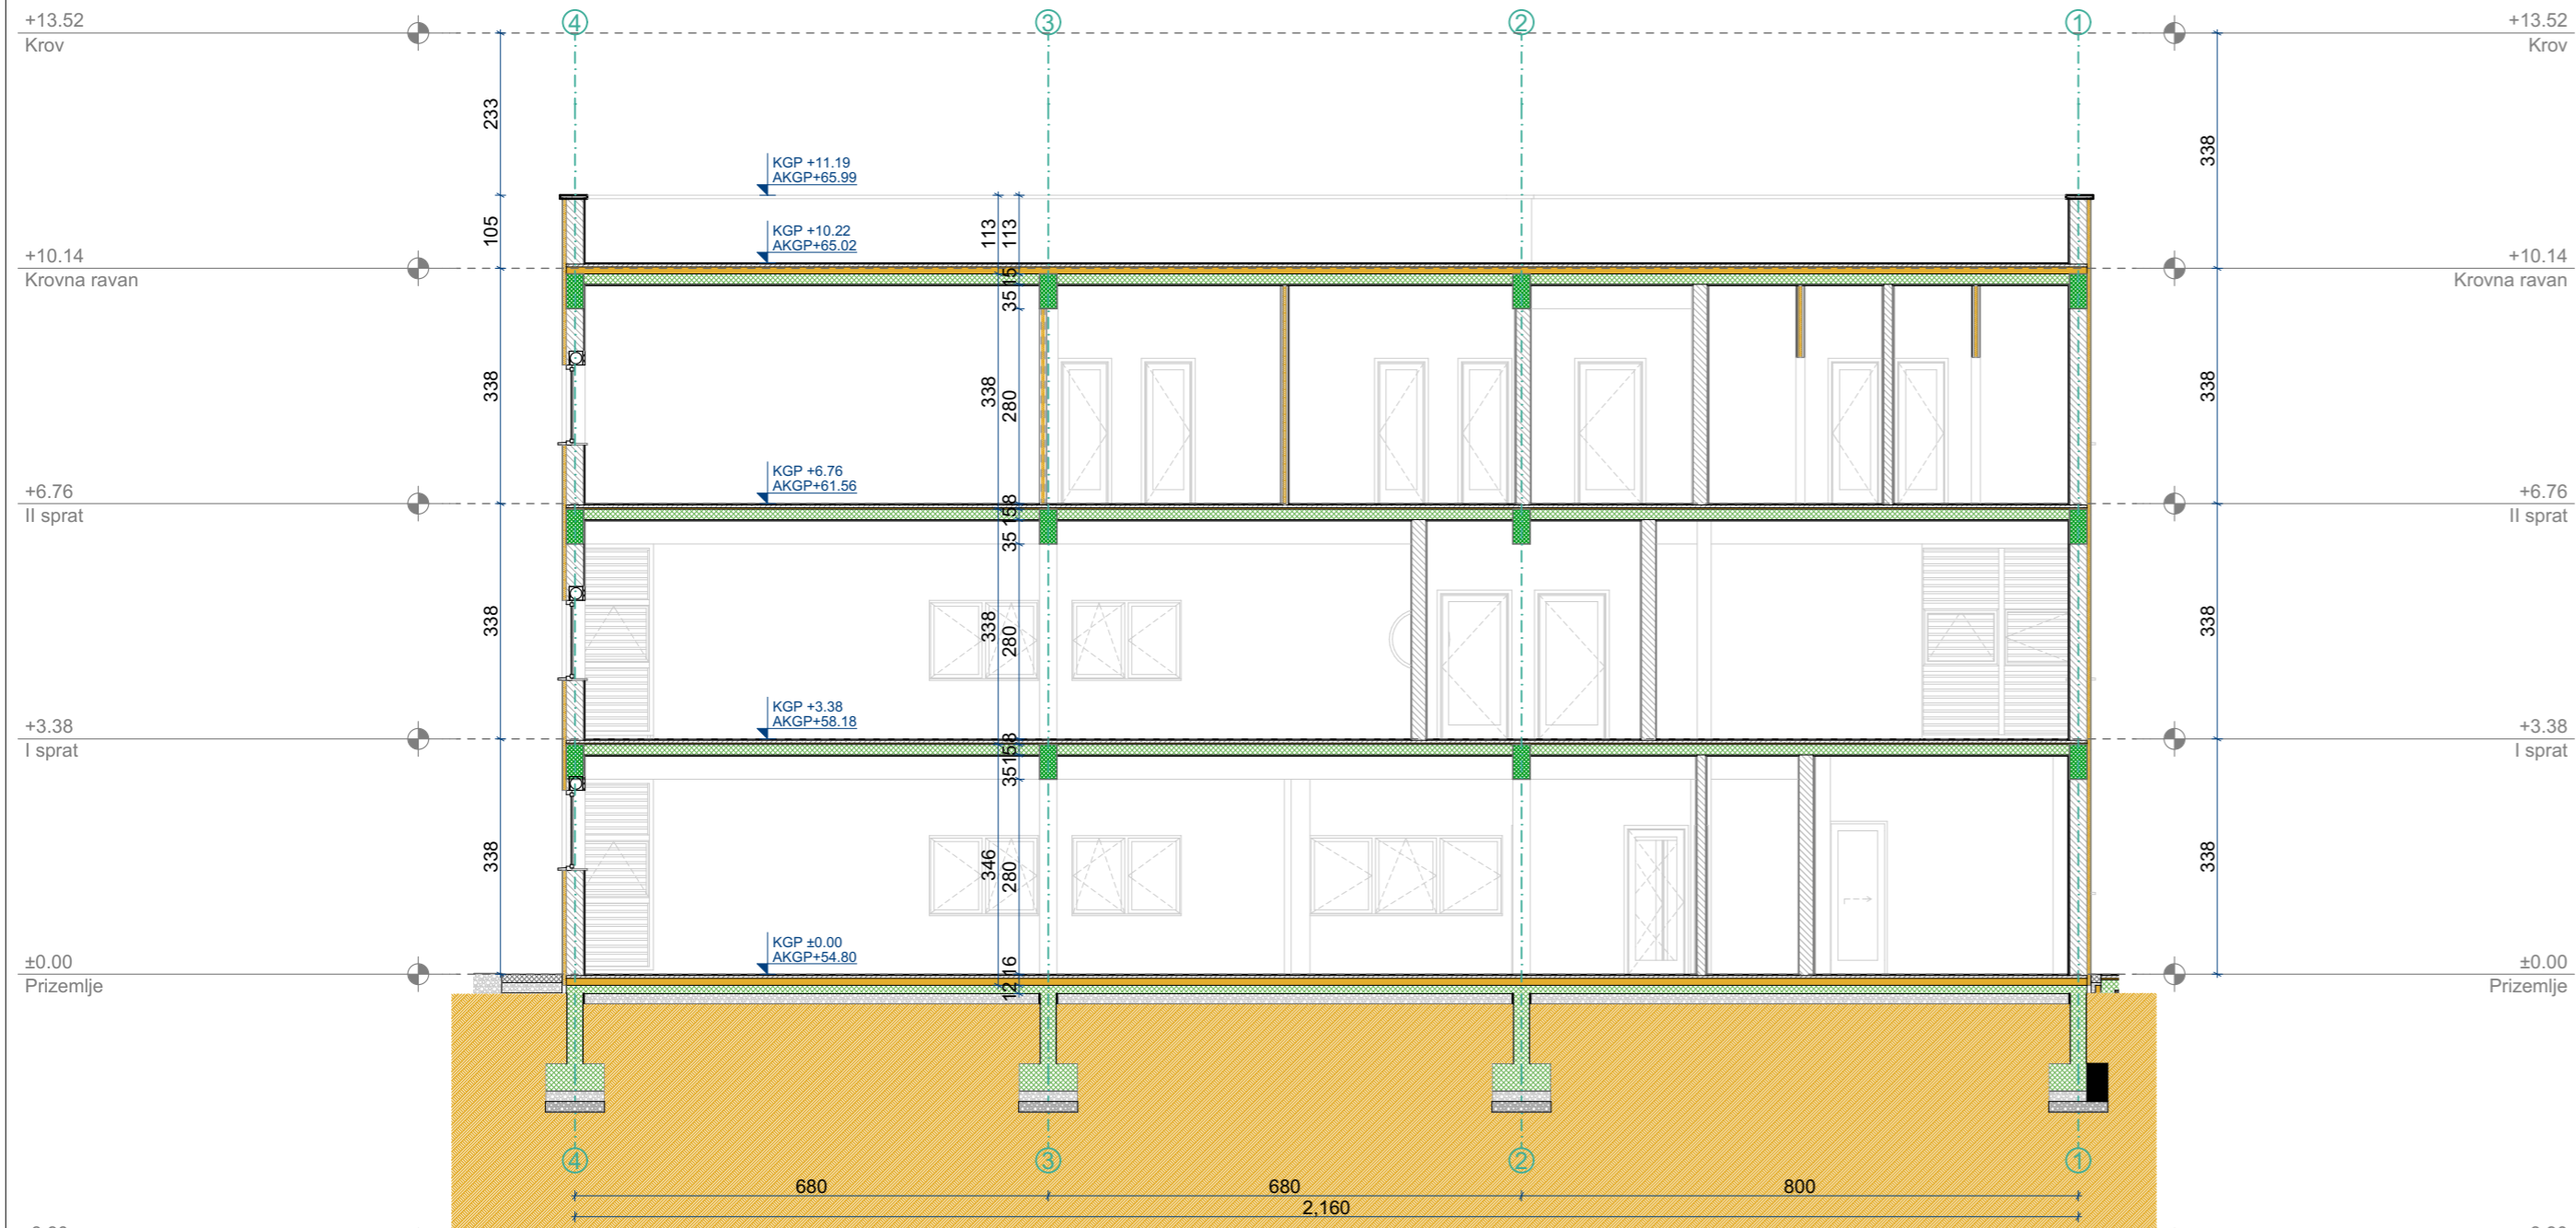 +13.52
Krov
4
3
2
1
+13.52
Krov
233
338
KGP +11.19
AKGP+65.99
105
113
113
KGP +10.22
AKGP+65.02
+10.14
Krovna ravan
+10.14
Krovna ravan
15
35
338
338
280
338
KGP +6.76
AKGP+61.56
+6.76
II sprat
+6.76
II sprat
8
15
35
338
338
280
338
KGP +3.38
AKGP+58.18
+3.38
I sprat
+3.38
I sprat
8
15
35
338
346
280
338
KGP ±0.00
AKGP+54.80
±0.00
Prizemlje
±0.00
Prizemlje
16
12
4
3
2
1
680
680
800
2,160